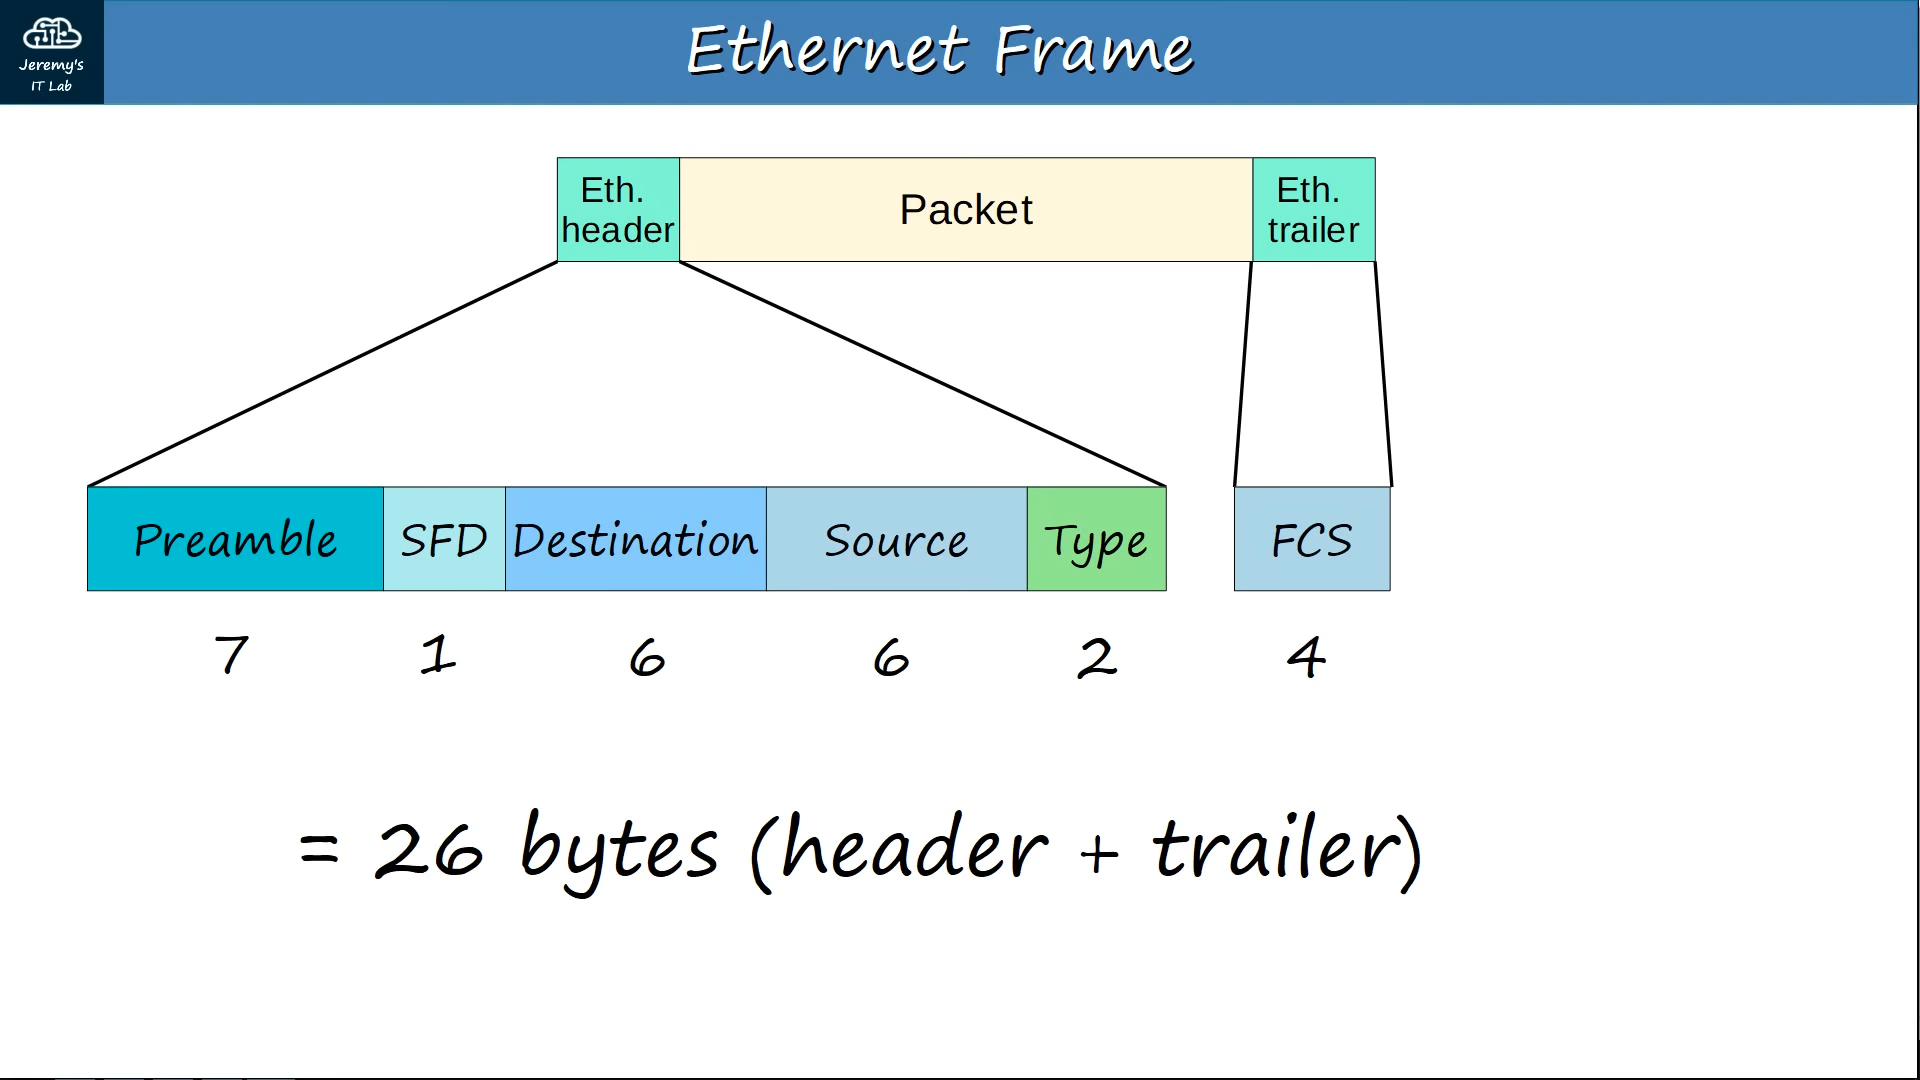 Jeremy's
IT Lab
Ethernet Frame
Eth.
header
Packet
Eth.
trailer
Preamble SFD Destination Source Type FCS
7 1 6 6 2 4
= 26 bytes (header + trailer)